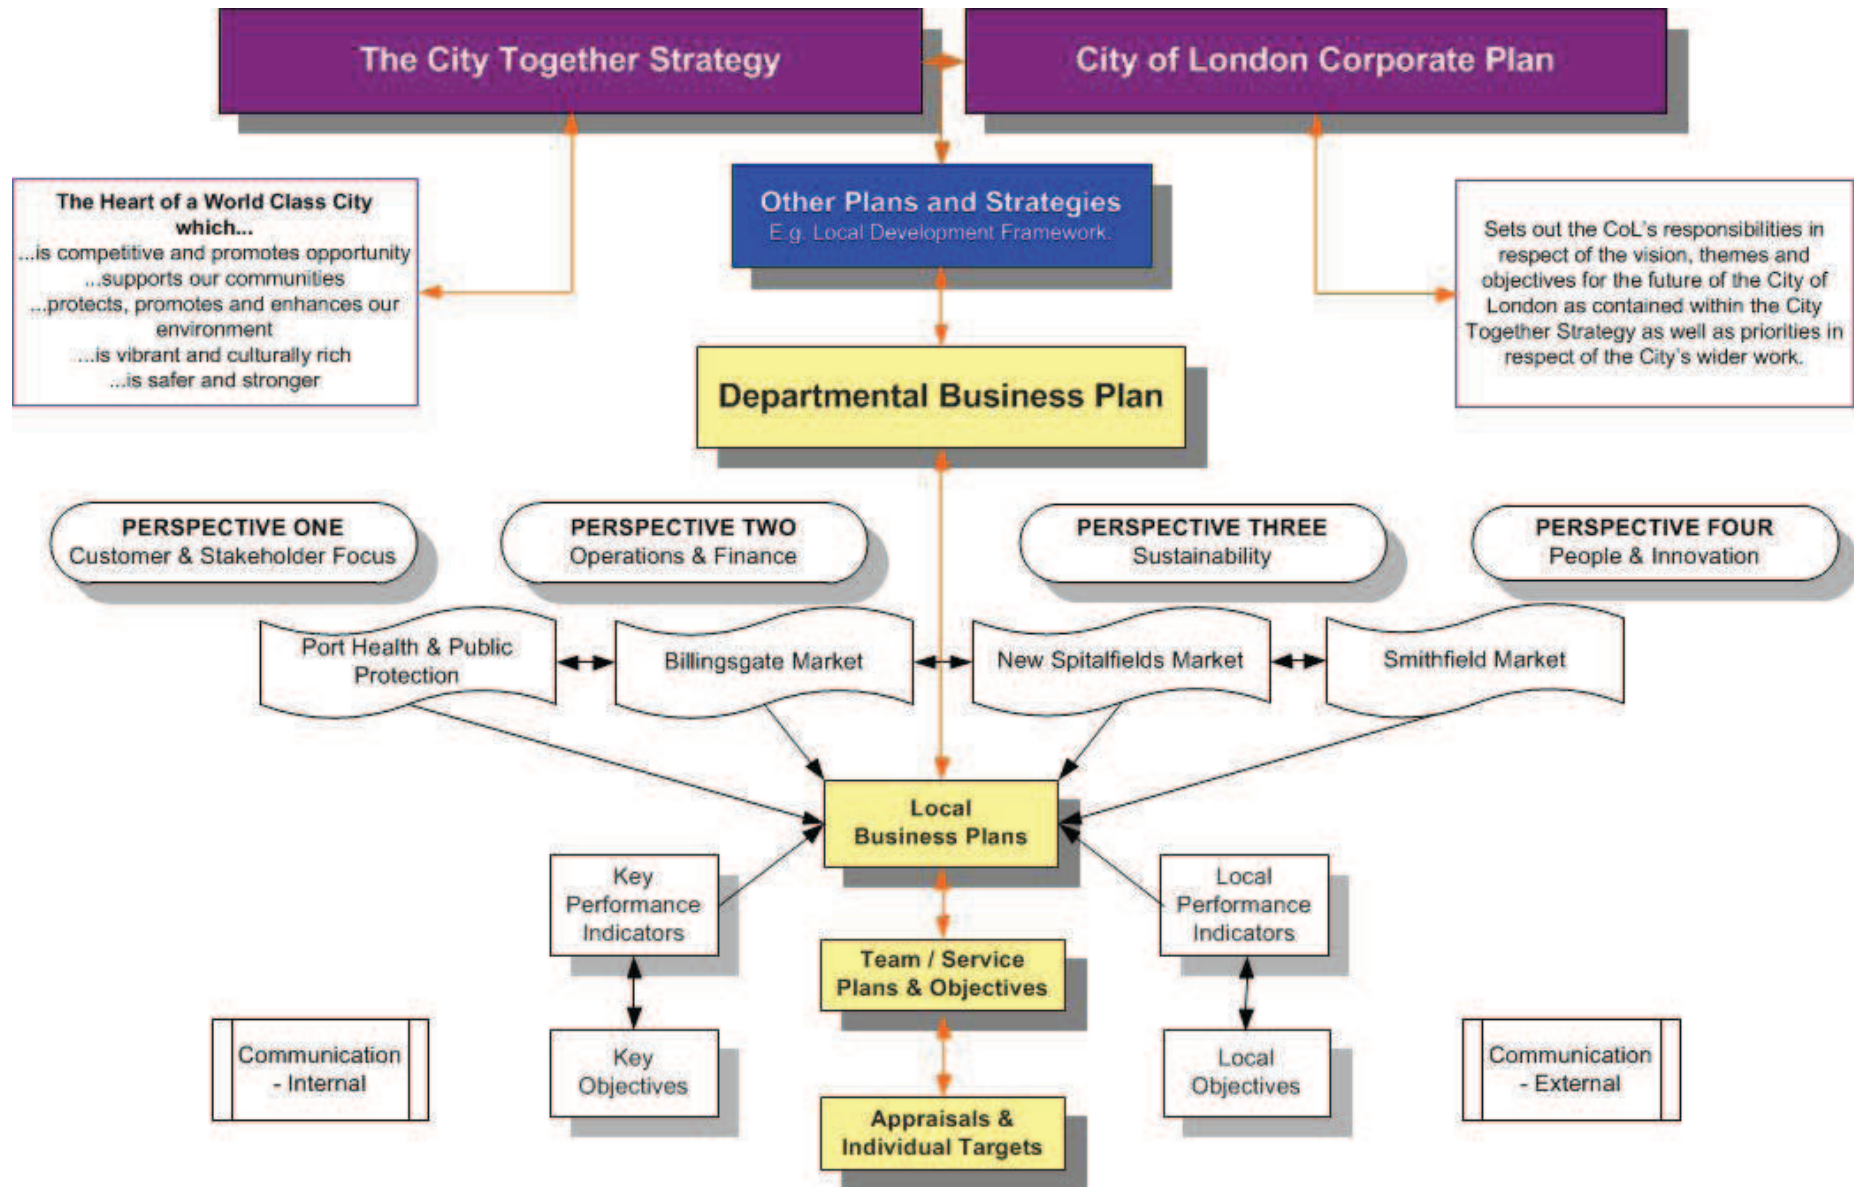 The City Together Strategy
City of London Corporate Plan
The Heart of a World Class City
which...
...is competitive and promotes opportunity
...supports our communities
...protects, promotes and enhances our
environment
...is vibrant and culturally rich
...is safer and stronger
Other Plans and Strategies
E.g. Local Development Framework.
Sets out the CoL's responsibilities in
respect of the vision, themes and
objectives for the future of the City of
London as contained within the City
Together Strategy as well as priorities in
respect of the City's wider work.
Departmental Business Plan
PERSPECTIVE ONE
Customer & Stakeholder Focus
PERSPECTIVE TWO
Operations & Finance
PERSPECTIVE THREE
Sustainability
PERSPECTIVE FOUR
People & Innovation
Port Health & Public
Protection
Billingsgate Market
New Spitalfields Market
Smithfield Market
Local
Business Plans
Key
Performance
Indicators
Local
Performance
Indicators
Team / Service
Plans & Objectives
Communication
- Internal
Key
Objectives
Local
Objectives
Communication
- External
Appraisals &
Individual Targets